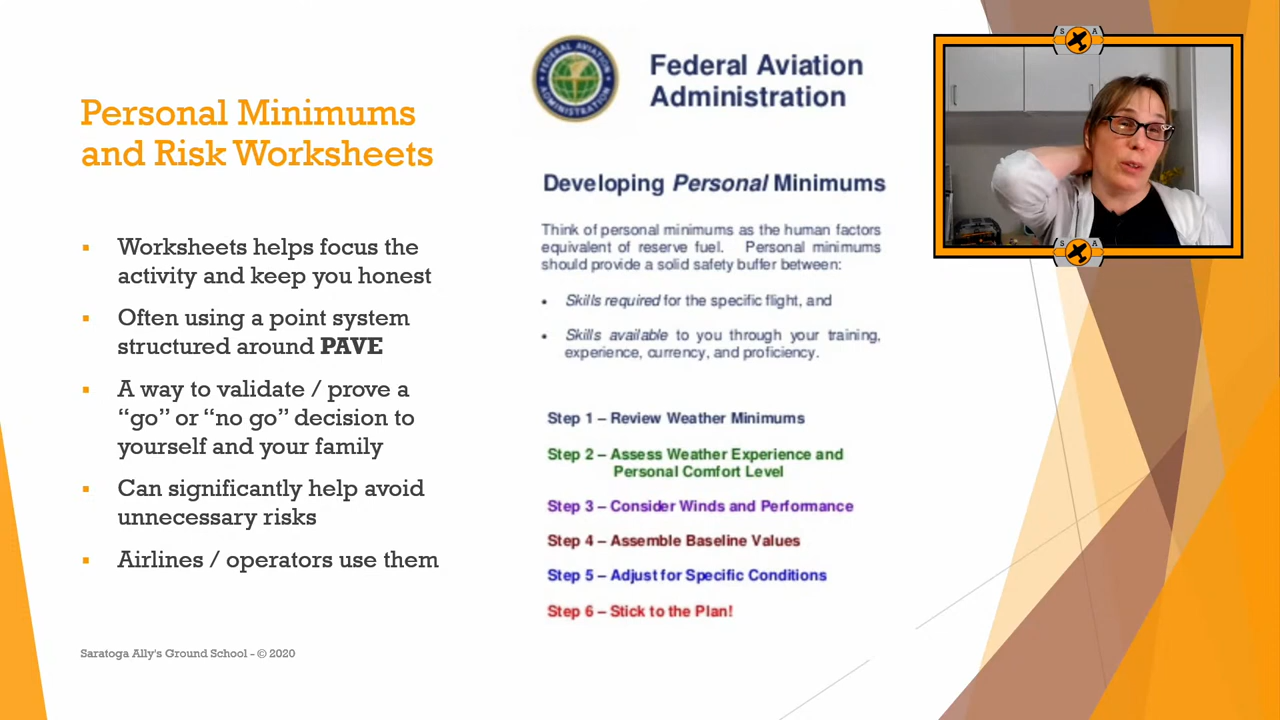 Personal Minimums
and Risk Worksheets
Worksheets helps focus the
activity and keep you honest
Often using a point system
structured around PAVE
A way to validate / prove a
“go” or “no go” decision to
yourself and your family
Can significantly help avoid
unnecessary risks
Airlines / operators use them
Saratoga Ally's Ground School - © 2020
FEDERAL AVIATION
ADMINISTRATION
Federal Aviation
Administration
Developing Personal Minimums
Think of personal minimums as the human factors
equivalent of reserve fuel. Personal minimums
should provide a solid safety buffer between:
• Skills required for the specific flight, and
• Skills available to you through your training,
experience, currency, and proficiency.
Step 1 – Review Weather Minimums
Step 2 – Assess Weather Experience and
Personal Comfort Level
Step 3 – Consider Winds and Performance
Step 4 – Assemble Baseline Values
Step 5 – Adjust for Specific Conditions
Step 6 – Stick to the Plan!
S A
S A